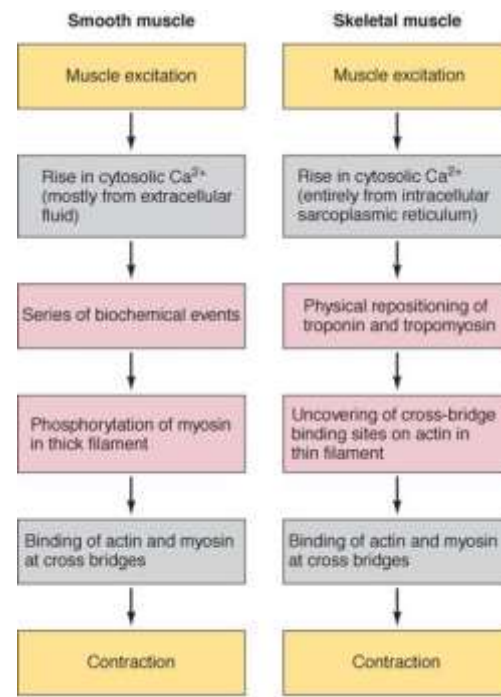 Smooth muscle
Muscle excitation
Rise in cytosolic Ca²⁺
(mostly from extracellular
fluid)
Series of biochemical events
Phosphorylation of myosin
in thick filament
Binding of actin and myosin
at cross bridges
Contraction
Skeletal muscle
Muscle excitation
Rise in cytosolic Ca²⁺
(entirely from intracellular
sarcoplasmic reticulum)
Physical repositioning of
troponin and tropomyosin
Uncovering of cross-bridge
binding sites on actin in
thin filament
Binding of actin and myosin
at cross bridges
Contraction